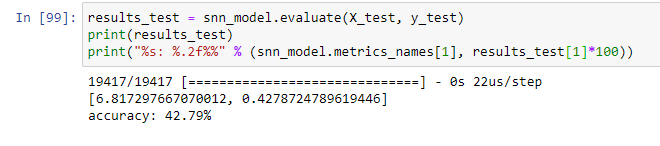 In [99]: results_test = snn_model.evaluate(X_test, y_test)
print(results_test)
print("%s: %.2f%%" % (snn_model.metrics_names[1], results_test[1]*100))
19417/19417 [==============================] - 0s 22us/step
[6.817297667070012, 0.4278724789619446]
accuracy: 42.79%